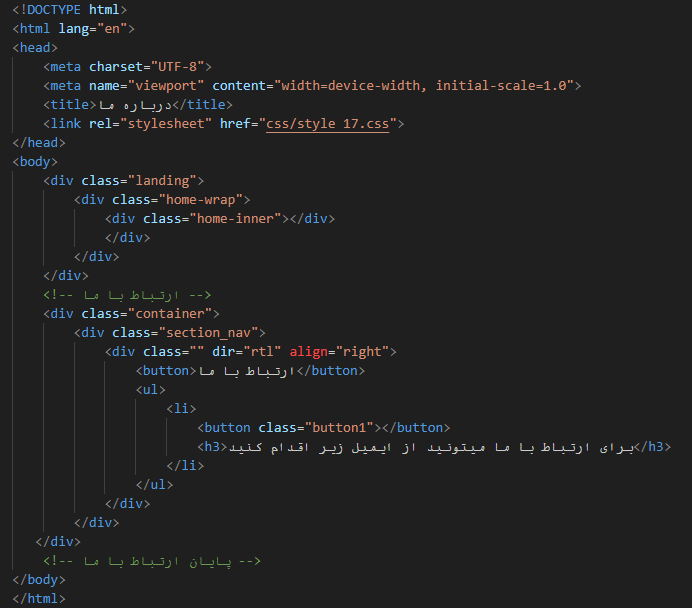 <!DOCTYPE html>
<html lang="en">
<head>
    <meta charset="UTF-8">
    <meta name="viewport" content="width=device-width, initial-scale=1.0">
    <title>درباره ما</title>
    <link rel="stylesheet" href="css/style 17.css">
</head>
<body>
    <div class="landing">
        <div class="home-wrap">
            <div class="home-inner"></div>
            </div>
        </div>
    </div>
    <!-- ارتباط با ما -->
    <div class="container">
        <div class="section_nav">
            <div class="" dir="rtl" align="right">
                <button>ارتباط با ما</button>
                <ul>
                    <li>
                        <button class="button1"></button>
                        <h3>برای ارتباط با ما میتونید از ایمیل زیر اقدام کنید</h3>
                    </li>
                </ul>
            </div>
        </div>
   </div>
    <!-- پایان ارتباط با ما -->
</body>
</html>